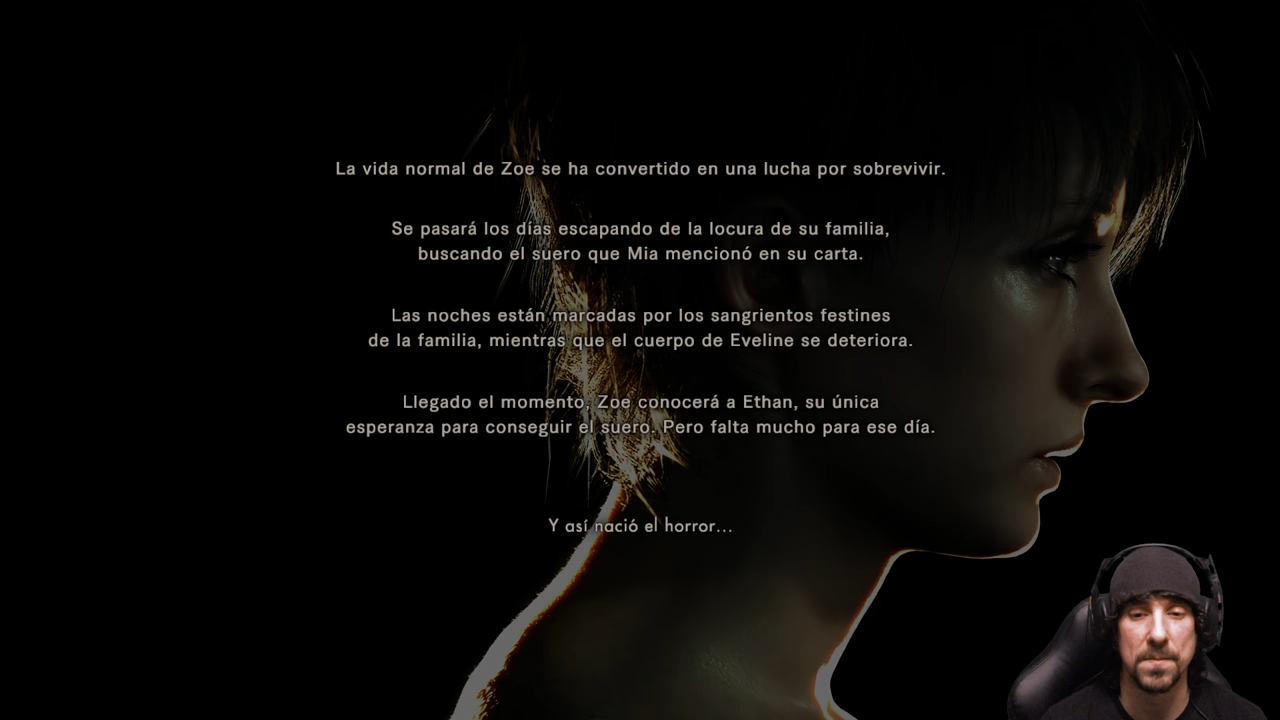 La vida normal de Zoe se ha convertido en una lucha por sobrevivir.
Se pasará los días escapando de la locura de su familia,
buscando el suero que Mia mencionó en su carta.
Las noches están marcadas por los sangrientos festines
de la familia, mientras que el cuerpo de Eveline se deteriora.
Llegado el momento, Zoe conocerá a Ethan, su única
esperanza para conseguir el suero. Pero falta mucho para ese día.
Y así nació el horror...